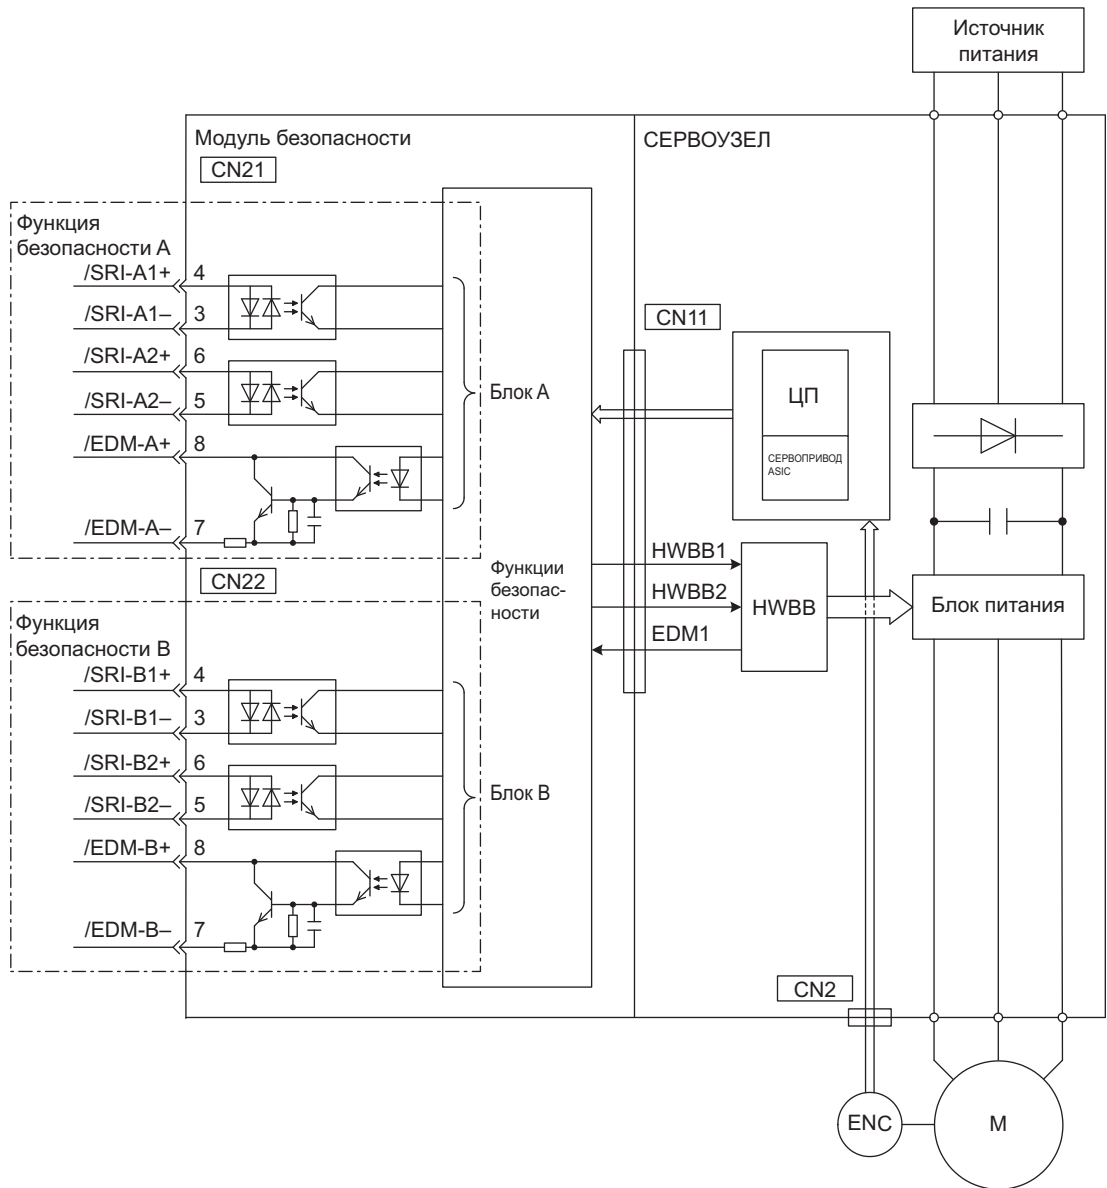 Источник
питания
Модуль безопасности
СЕРВОУЗЕЛ
CN21
Функция
безопасности А
/SRI-A1+ 4
/SRI-A1– 3
/SRI-A2+ 6
/SRI-A2– 5
/EDM-A+ 8
/EDM-A– 7
Блок А
CN11
ЦП
СЕРВОПРИВОД
ASIC
CN22
Функции
безопас-
ности
HWBB1
HWBB2
EDM1
HWBB
Блок питания
Функция
безопасности В
/SRI-B1+ 4
/SRI-B1– 3
/SRI-B2+ 6
/SRI-B2– 5
/EDM-B+ 8
/EDM-B– 7
Блок В
CN2
ENC
M